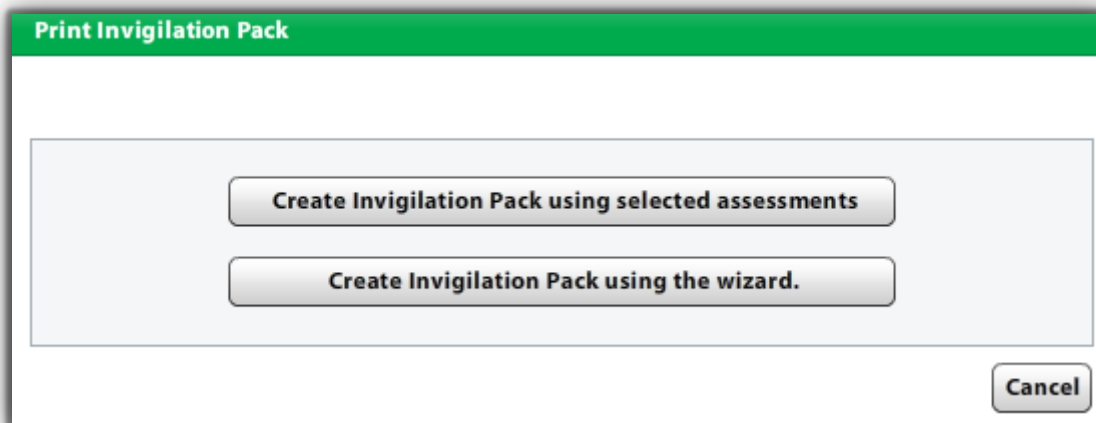 Print Invigilation Pack
Create Invigilation Pack using selected assessments
Create Invigilation Pack using the wizard.
Cancel